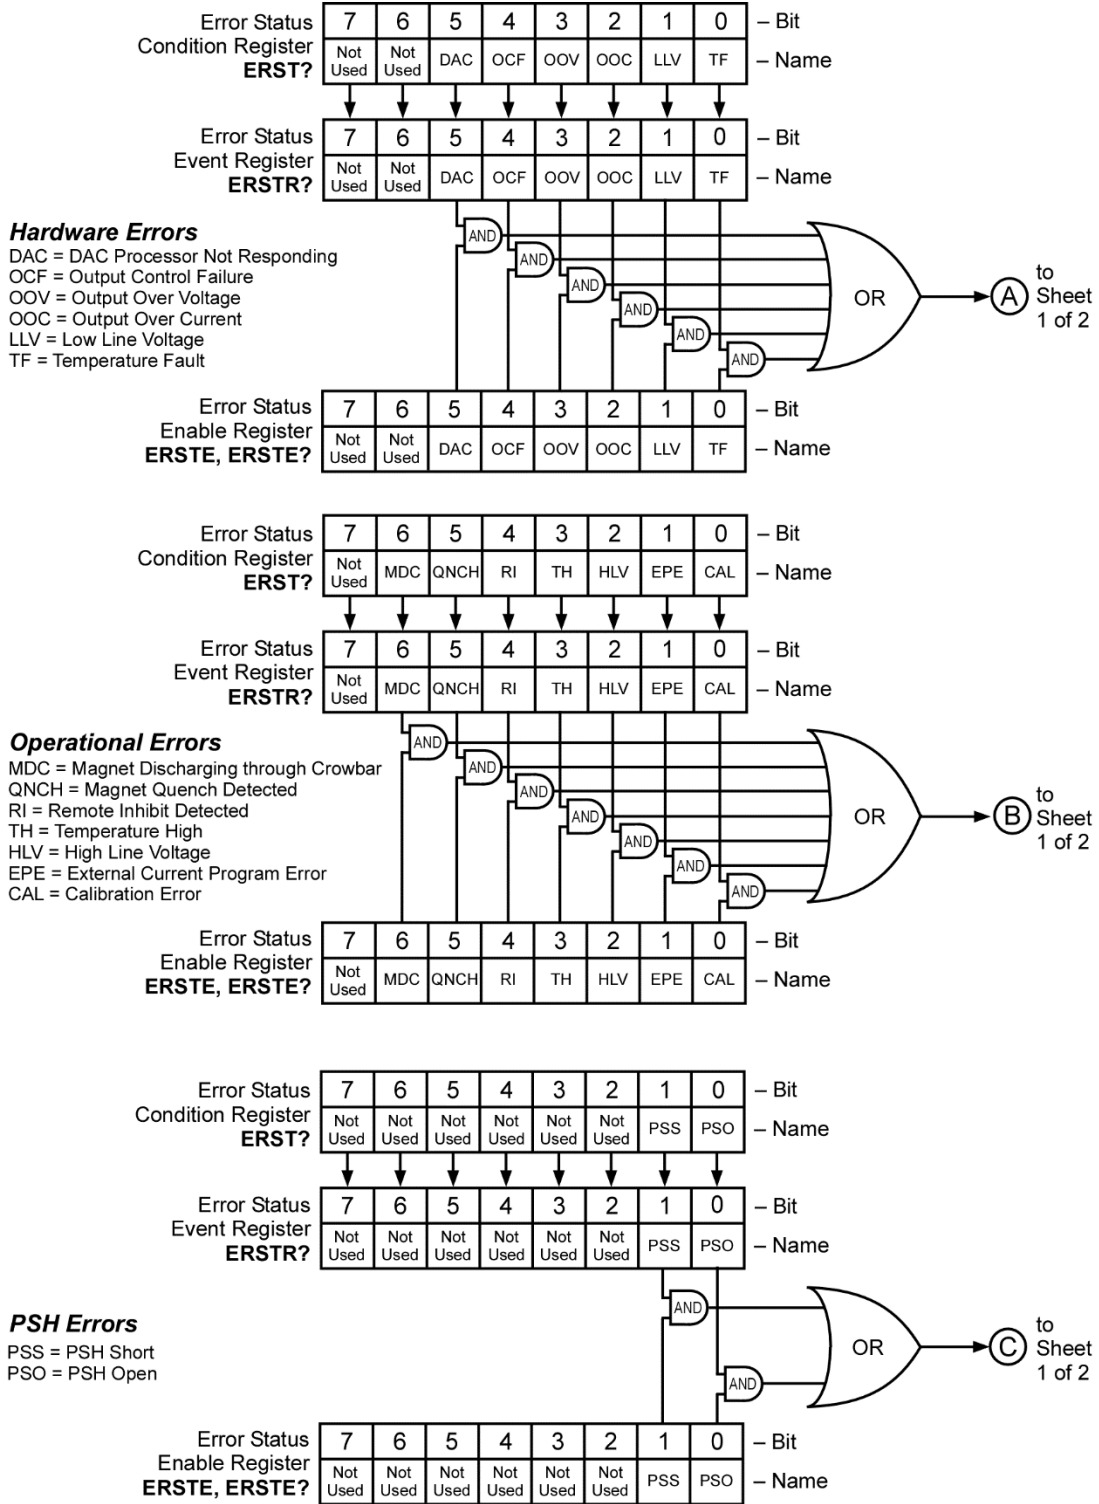 Error Status 7 6 5 4 3 2 1 0 – Bit
Condition Register
ERST? Not Used Not Used DAC OCF OOV OOC LLV TF – Name
Error Status 7 6 5 4 3 2 1 0 – Bit
Event Register
ERSTR? Not Used Not Used DAC OCF OOV OOC LLV TF – Name
Hardware Errors
DAC = DAC Processor Not Responding
OCF = Output Control Failure
OOV = Output Over Voltage
OOC = Output Over Current
LLV = Low Line Voltage
TF = Temperature Fault
AND
AND
AND
AND
AND
AND
OR
A
to
Sheet
1 of 2
Error Status 7 6 5 4 3 2 1 0 – Bit
Enable Register
ERSTE, ERSTE? Not Used Not Used DAC OCF OOV OOC LLV TF – Name
Error Status 7 6 5 4 3 2 1 0 – Bit
Condition Register
ERST? Not Used MDC QNCH RI TH HLV EPE CAL – Name
Error Status 7 6 5 4 3 2 1 0 – Bit
Event Register
ERSTR? Not Used MDC QNCH RI TH HLV EPE CAL – Name
Operational Errors
MDC = Magnet Discharging through Crowbar
QNCH = Magnet Quench Detected
RI = Remote Inhibit Detected
TH = Temperature High
HLV = High Line Voltage
EPE = External Current Program Error
CAL = Calibration Error
AND
AND
AND
AND
AND
AND
AND
OR
B
to
Sheet
1 of 2
Error Status 7 6 5 4 3 2 1 0 – Bit
Enable Register
ERSTE, ERSTE? Not Used MDC QNCH RI TH HLV EPE CAL – Name
Error Status 7 6 5 4 3 2 1 0 – Bit
Condition Register
ERST? Not Used Not Used Not Used Not Used Not Used Not Used PSS PSO – Name
Error Status 7 6 5 4 3 2 1 0 – Bit
Event Register
ERSTR? Not Used Not Used Not Used Not Used Not Used Not Used PSS PSO – Name
PSH Errors
PSS = PSH Short
PSO = PSH Open
AND
AND
OR
C
to
Sheet
1 of 2
Error Status 7 6 5 4 3 2 1 0 – Bit
Enable Register
ERSTE, ERSTE? Not Used Not Used Not Used Not Used Not Used Not Used PSS PSO – Name